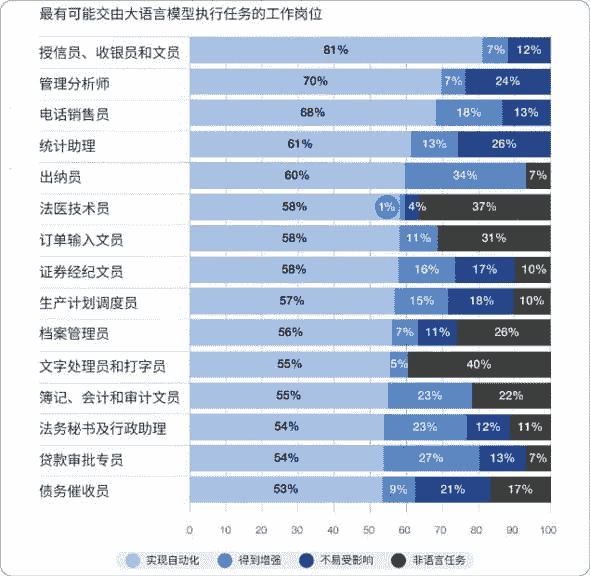 最有可能交由大语言模型执行任务的工作岗位
授信员、收银员和文员 81% 7% 12%
管理分析师 70% 7% 24%
电话销售员 68% 18% 13%
统计助理 61% 13% 26%
出纳员 60% 34% 7%
法医技术员 58% 1% 4% 37%
订单输入文员 58% 11% 31%
证券经纪文员 58% 16% 17% 10%
生产计划调度员 57% 15% 18% 10%
档案管理员 56% 7% 11% 26%
文字处理员和打字员 55% 5% 40%
簿记、会计和审计文员 55% 23% 22%
法务秘书及行政助理 54% 23% 12% 11%
贷款审批专员 54% 27% 13% 7%
债务催收员 53% 9% 21% 17%
0 10 20 30 40 50 60 70 80 90 100
实现自动化 得到增强 不易受影响 非语言任务